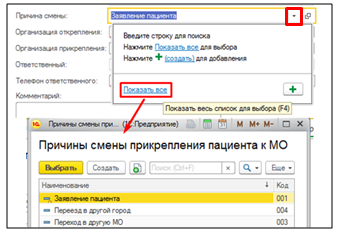 Причина смены: Заявление пациента
Организация открепления:
Организация прикрепления:
Ответственный:
Телефон ответственного:
Комментарий:
Введите строку для поиска
Нажмите Показать все для выбора
Нажмите + (создать) для добавления
Показать все
Показать весь список для выбора (F4)
Причины смены при... (1С:Предприятие)
M M+ M-
Причины смены прикрепления пациента к МО
Выбрать Создать Поиск (Ctrl+F) × Еще
Наименование ↓ Код
Заявление пациента 001
Переезд в другой город 004
Переход в другую МО 003